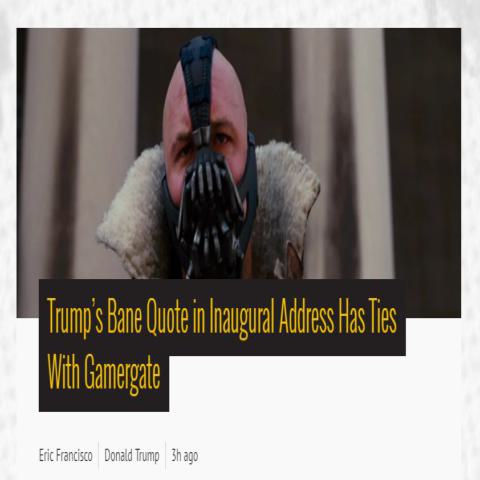 Trump's Bane Quote in Inaugural Address Has Ties
With Gamergate
Eric Francisco Donald Trump 3h ago